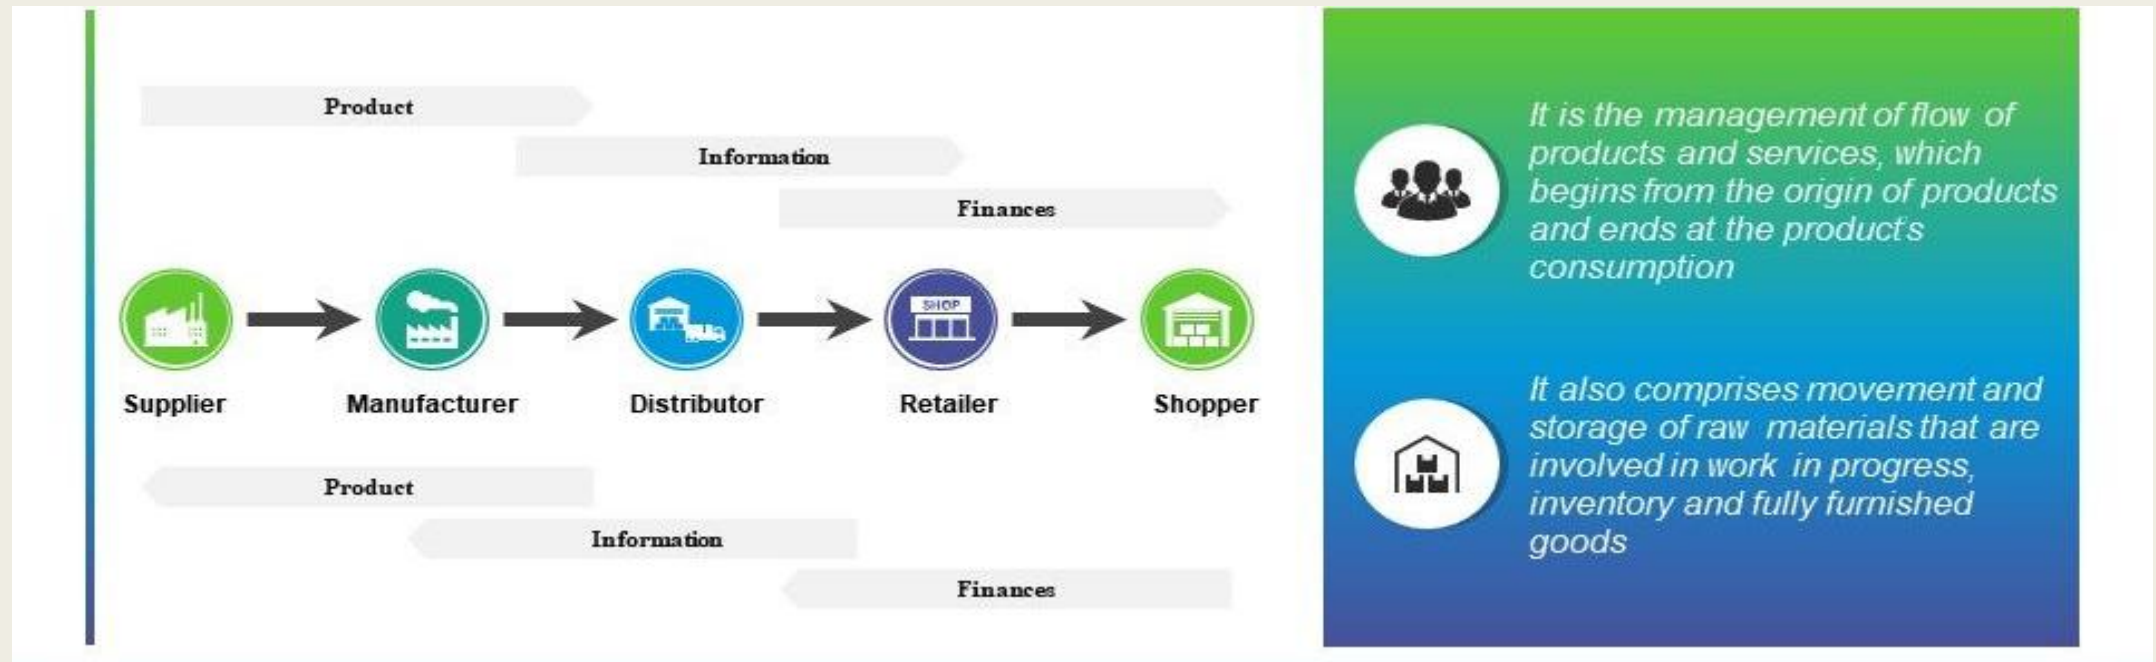 Product
Information
Finances
SHOP
Supplier
Manufacturer
Distributor
Retailer
Shopper
Product
Information
Finances
It is the management of flow of
products and services, which
begins from the origin of products
and ends at the product's
consumption
It also comprises movement and
storage of raw materials that are
involved in work in progress,
inventory and fully furnished
goods